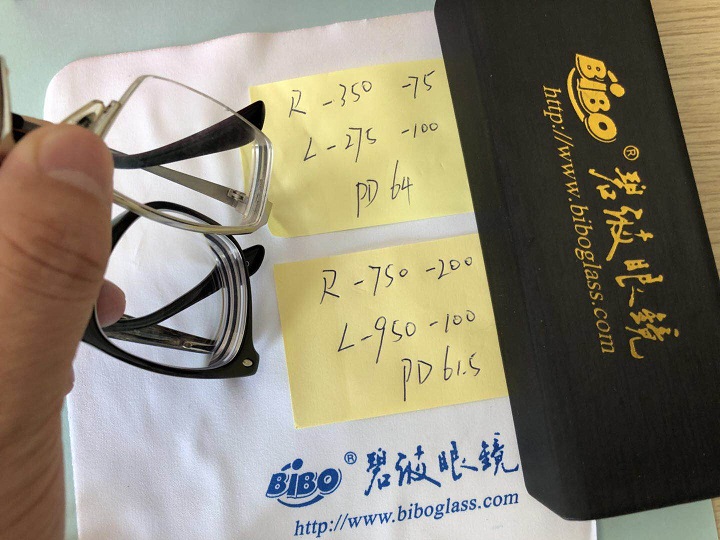 R -350 -75
L -275 -100
PD 64
R -750 -200
L -950 -100
PD 61.5
BiBO ® 碧波眼镜
http://www.biboglass.com
BiBO ® 碧波眼镜
http://www.biboglass.com